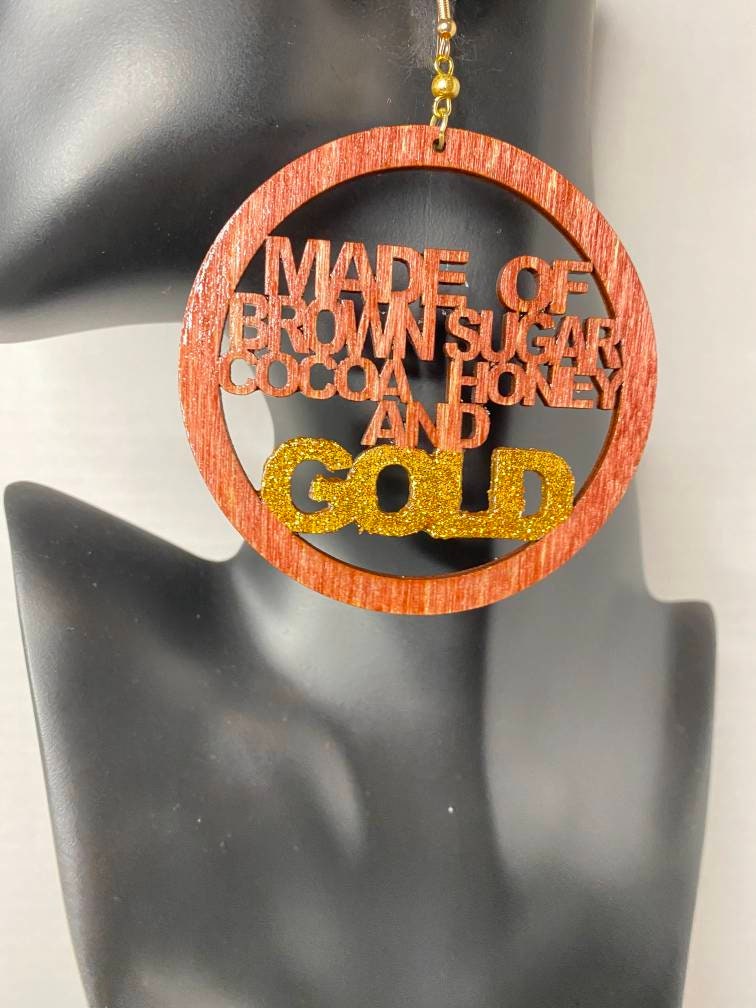 MADE OF
BROWN SUGAR
COCOA HONEY
AND
GOLD